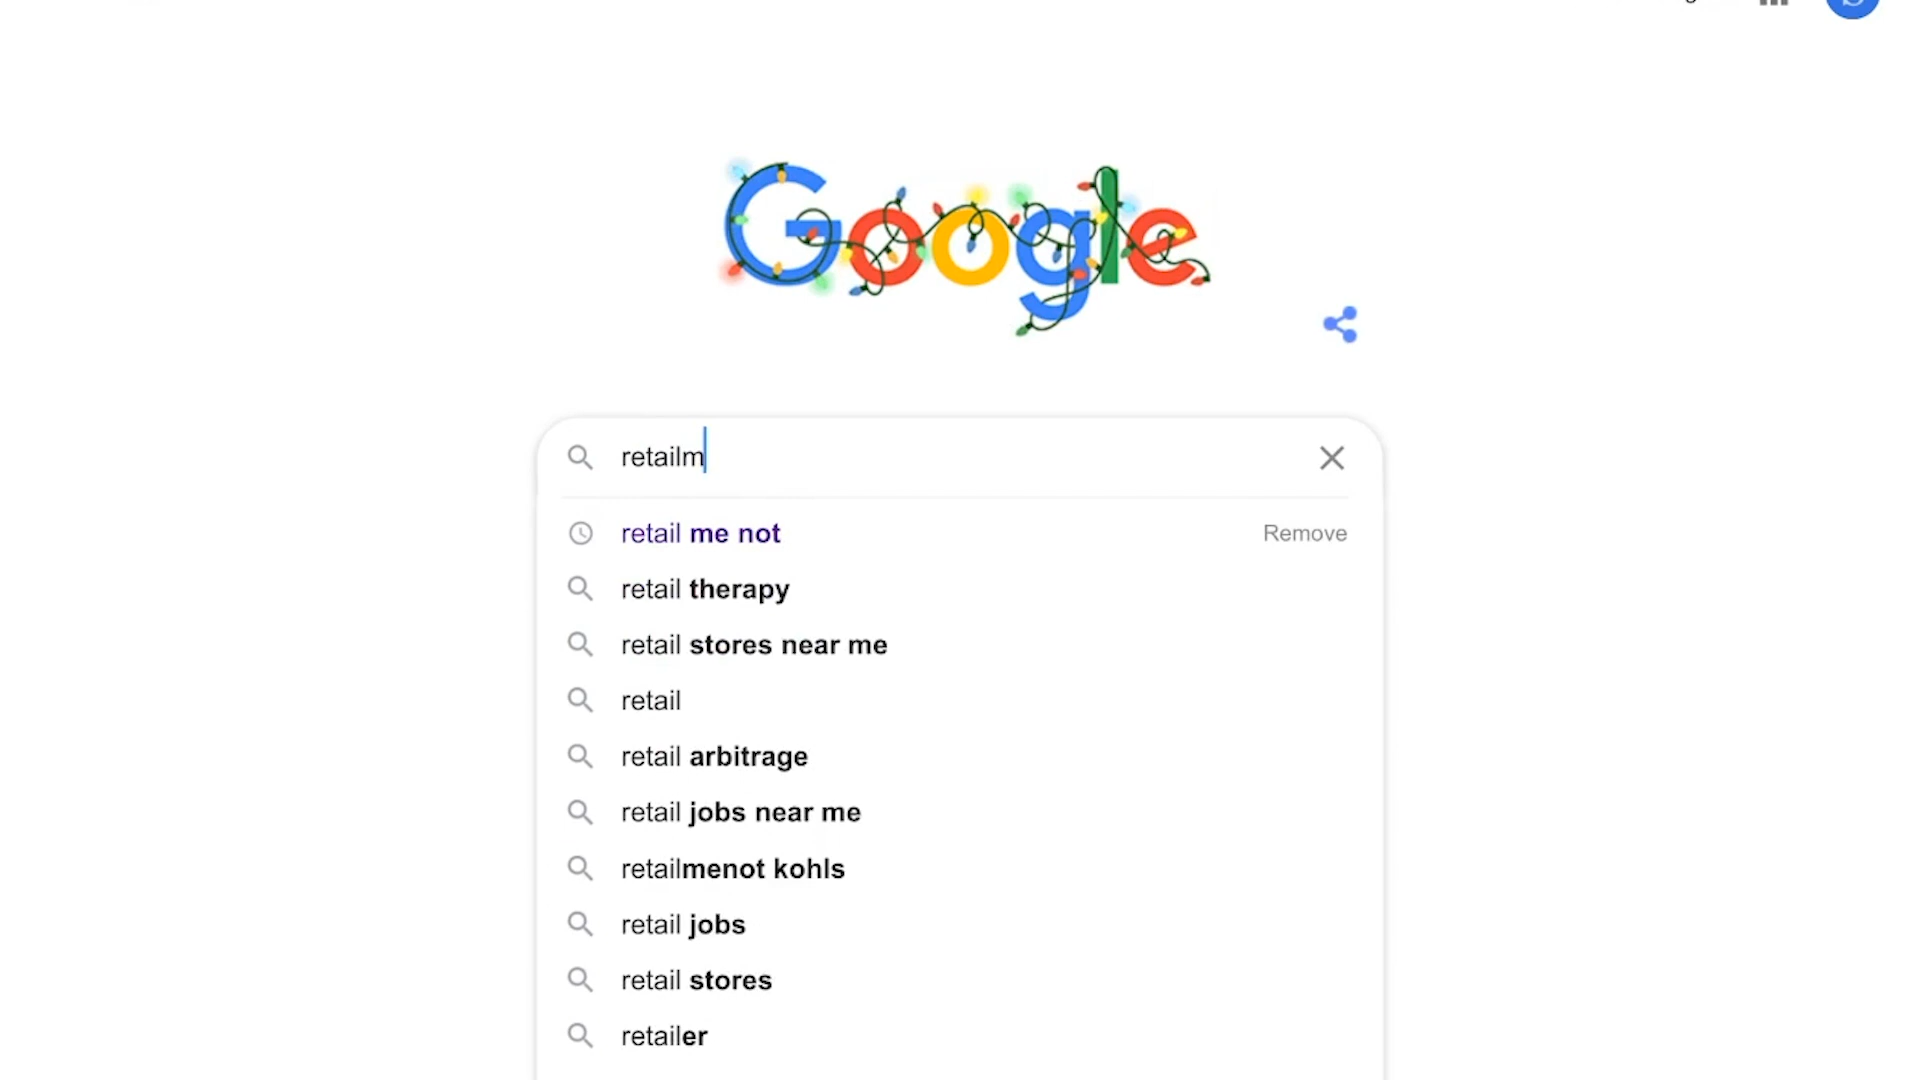 Google
retailm
retail me not Remove
retail therapy
retail stores near me
retail
retail arbitrage
retail jobs near me
retailmenot kohls
retail jobs
retail stores
retailer